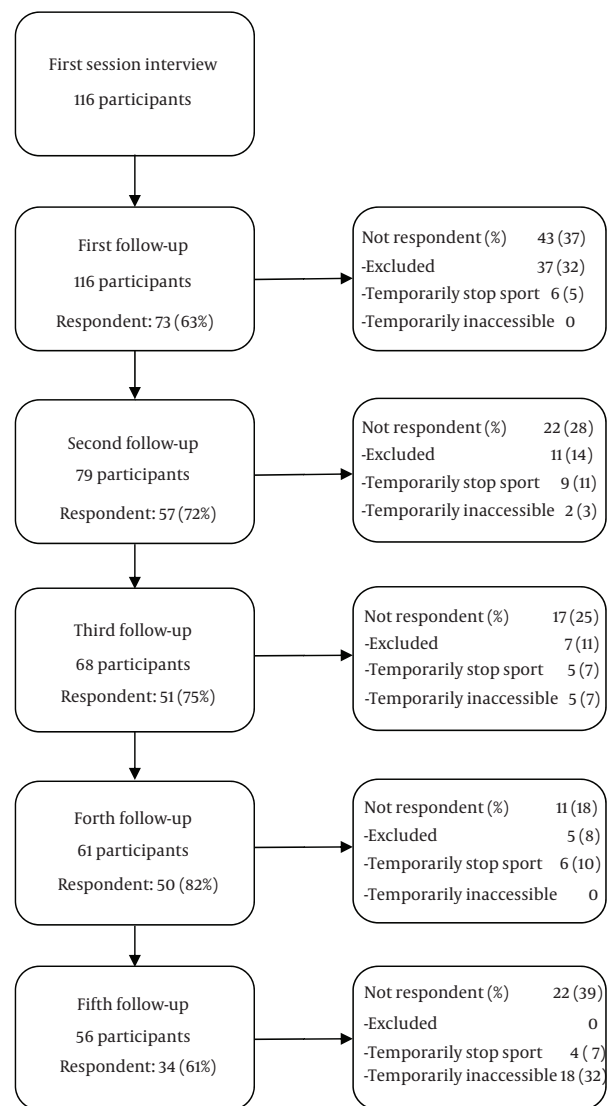 First session interview
116 participants
First follow-up
116 participants
Respondent: 73 (63%)
Not respondent (%) 43 (37)
-Excluded 37 (32)
-Temporarily stop sport 6 (5)
-Temporarily inaccessible 0
Second follow-up
79 participants
Respondent: 57 (72%)
Not respondent (%) 22 (28)
-Excluded 11 (14)
-Temporarily stop sport 9 (11)
-Temporarily inaccessible 2 (3)
Third follow-up
68 participants
Respondent: 51 (75%)
Not respondent (%) 17 (25)
-Excluded 7 (11)
-Temporarily stop sport 5 (7)
-Temporarily inaccessible 5 (7)
Forth follow-up
61 participants
Respondent: 50 (82%)
Not respondent (%) 11 (18)
-Excluded 5 (8)
-Temporarily stop sport 6 (10)
-Temporarily inaccessible 0
Fifth follow-up
56 participants
Respondent: 34 (61%)
Not respondent (%) 22 (39)
-Excluded 0
-Temporarily stop sport 4 ( 7)
-Temporarily inaccessible 18 (32)